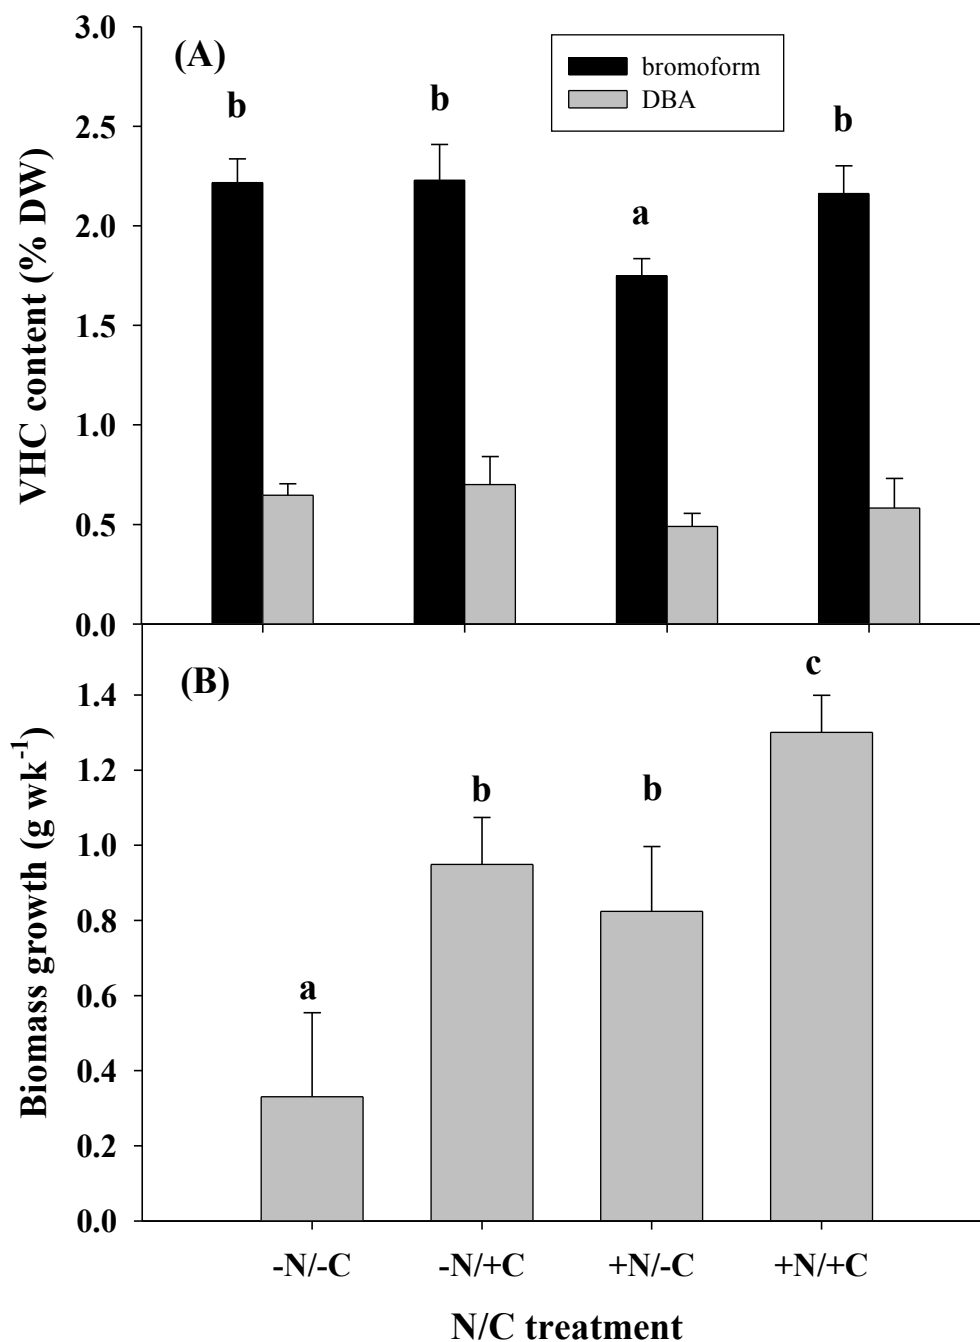 (A)
bromoform
DBA
VHC content (% DW)
3.0
2.5
2.0
1.5
1.0
0.5
0.0
b
b
a
b
(B)
Biomass growth (g wk⁻¹)
1.4
1.2
1.0
0.8
0.6
0.4
0.2
0.0
a
b
b
c
-N/-C
-N/+C
+N/-C
+N/+C
N/C treatment